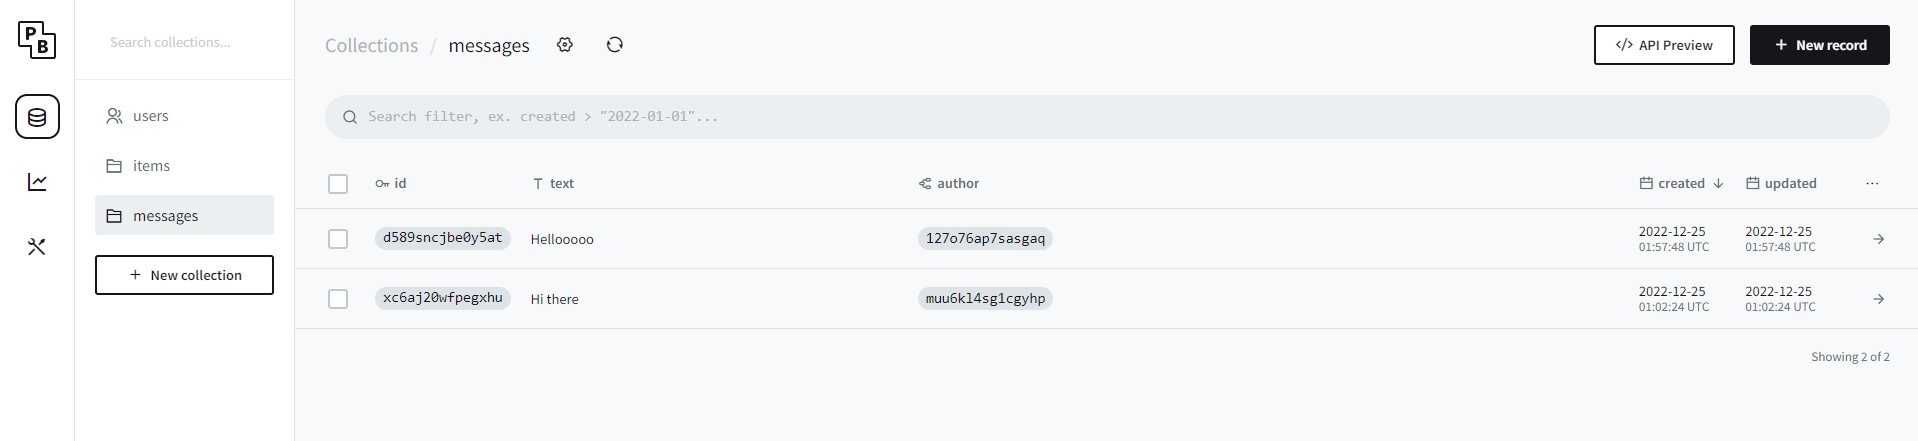 PB
Search collections...
users
items
messages
New collection
Collections / messages
API Preview
New record
Search filter, ex. created > "2022-01-01"...
id text author created updated ...
d589sncjbe0y5at Hellooooo 127o76ap7sasgaq 2022-12-25 2022-12-25
01:57:48 UTC 01:57:48 UTC
xc6aj20wfpegxhu Hi there muu6kl4sg1cgyhp 2022-12-25 2022-12-25
01:02:24 UTC 01:02:24 UTC
Showing 2 of 2